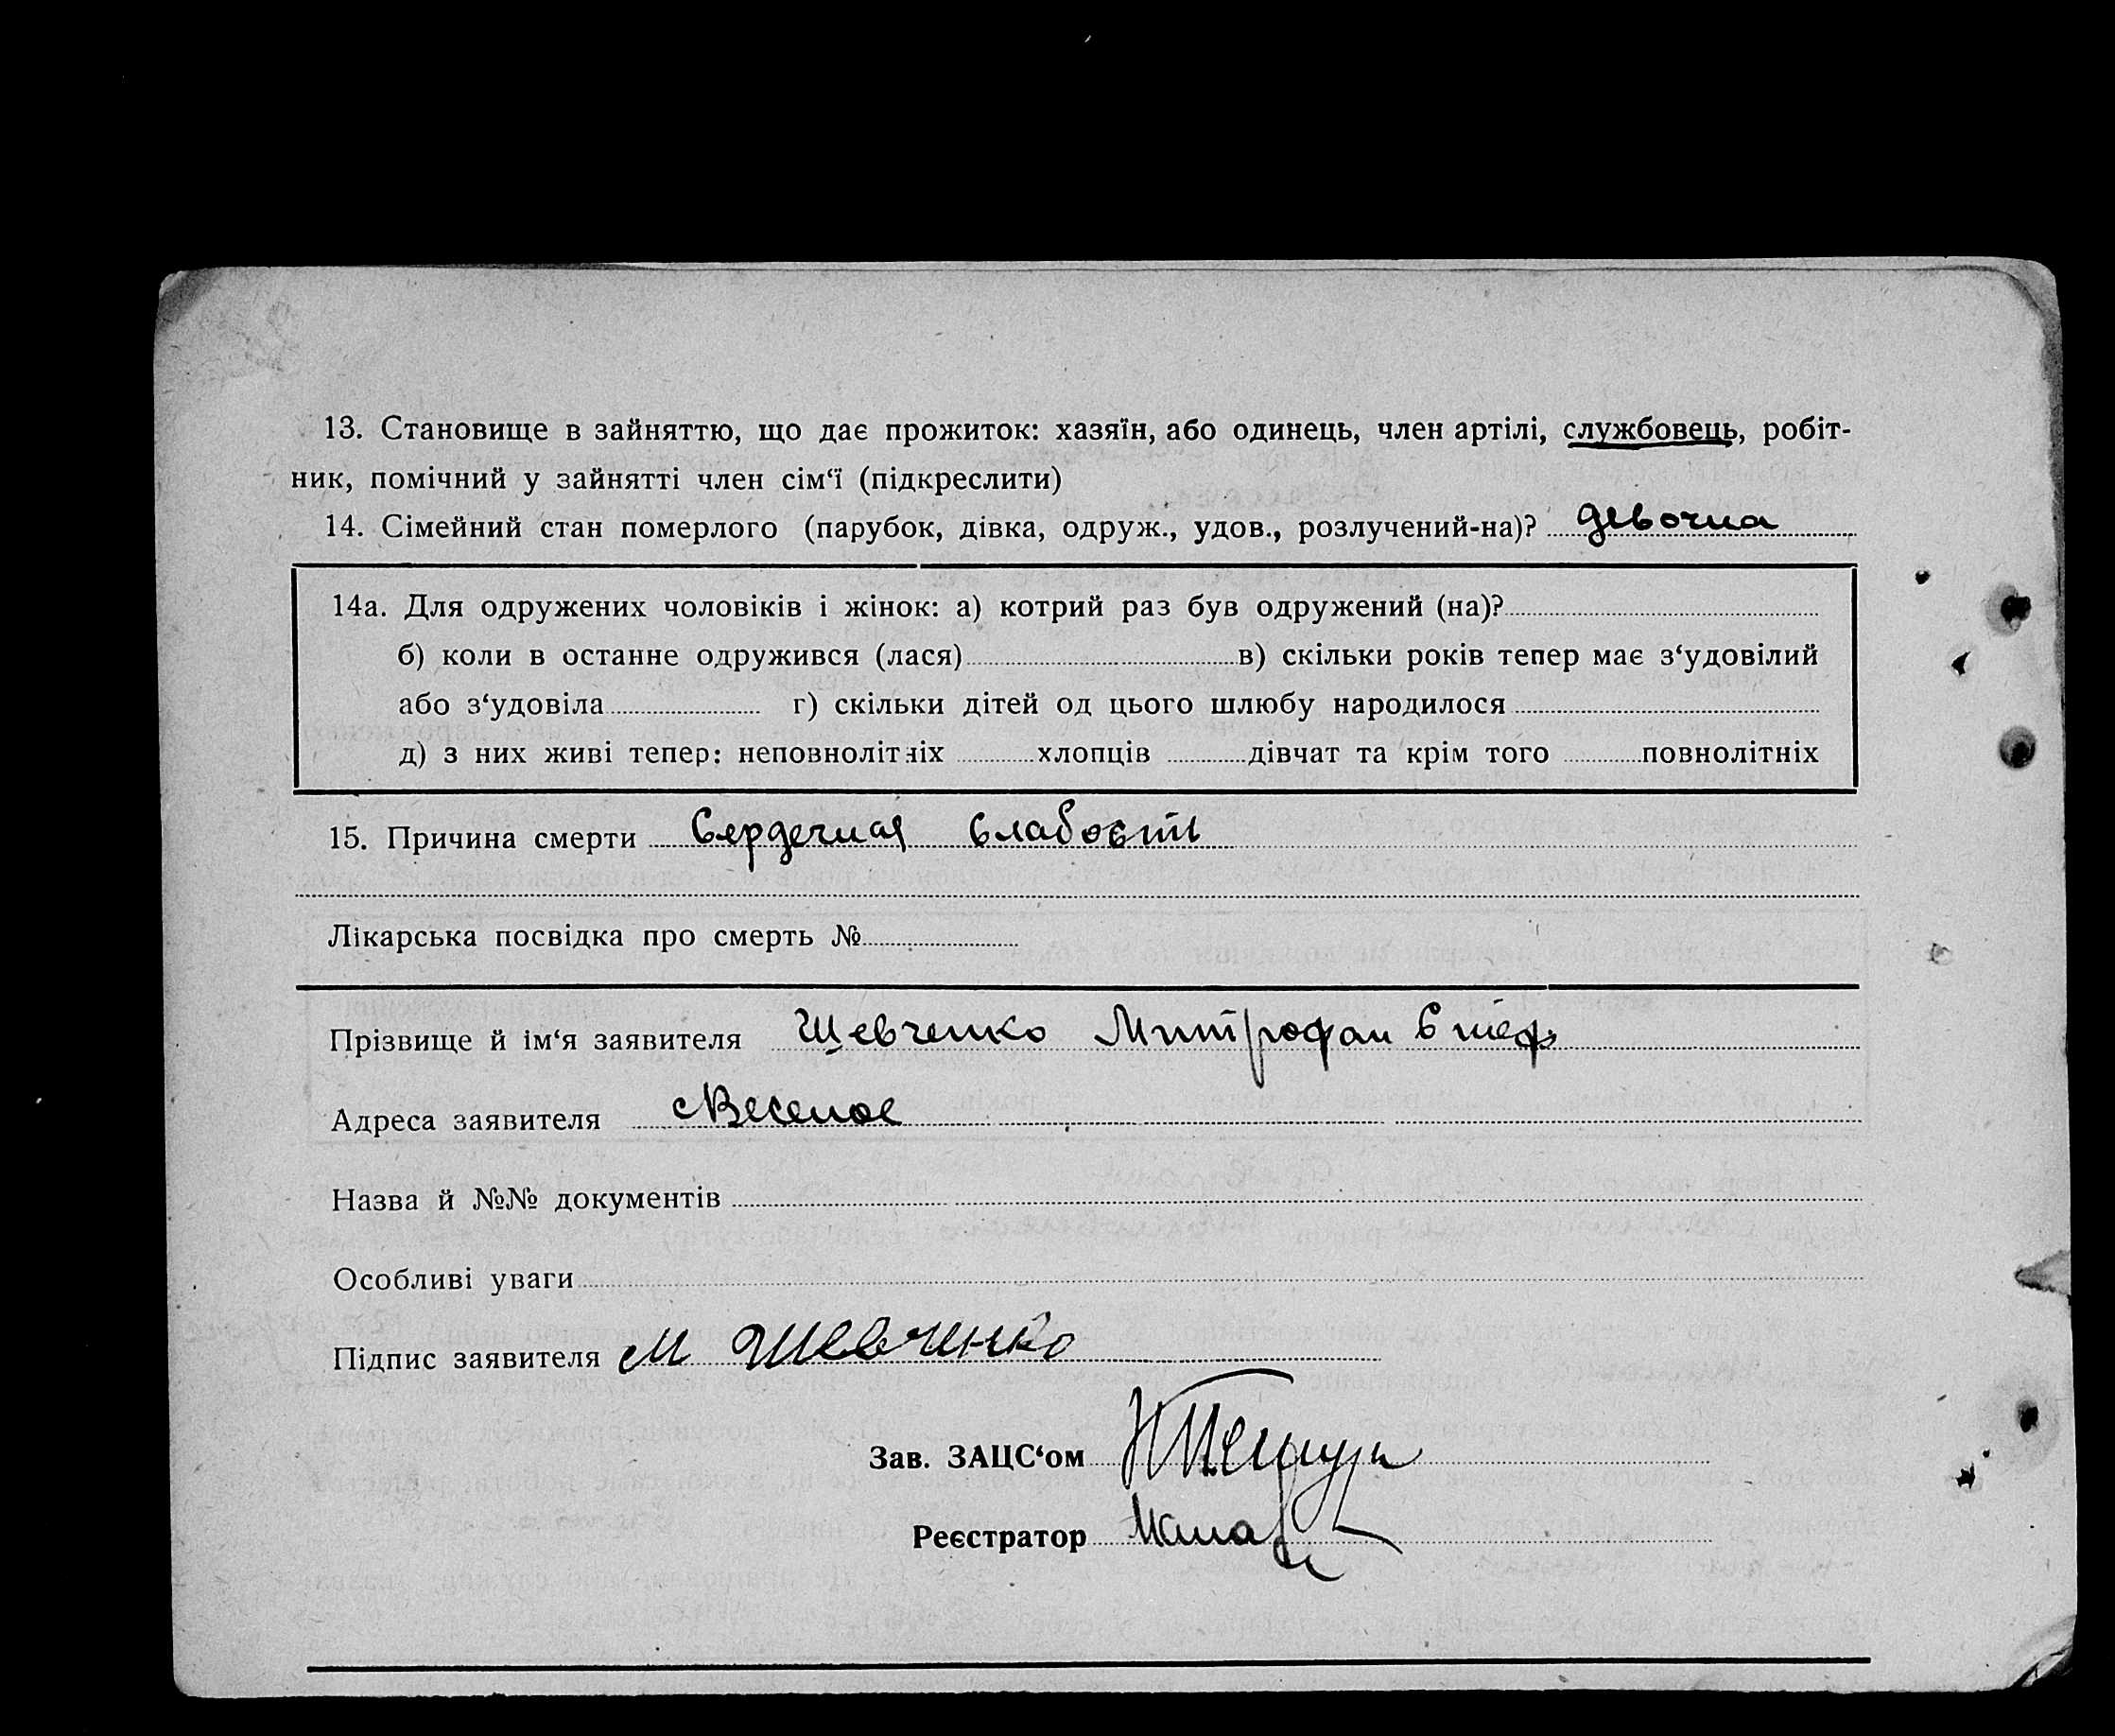 13. Становище в зайняттю, що дає прожиток: хазяїн, або одинець, член артілі, службовець, робіт-
ник, помічний у зайнятті член сім‘ї (підкреслити)
14. Сімейний стан померлого (парубок, дівка, одруж., удов., розлучений-на)? девочка
14а. Для одружених чоловіків і жінок: а) котрий раз був одружений (на)?
б) коли в останне одружився (лася) в) скільки років тепер має з‘удовілий
або з‘удовіла г) скільки дітей од цього шлюбу народилося
д) з них живі тепер: неповнолітніх хлопців дівчат та крім того повнолітніх
15. Причина смерти Сердечная слабость
Лікарська посвідка про смерть №
Прізвище й ім‘я заявителя Шевченко Митрофан Стеф
Адреса заявителя с Веселое
Назва й №№ документів
Особливі уваги
Підпис заявителя М Шевченко
Зав. ЗАЦС‘ом
Реєстратор